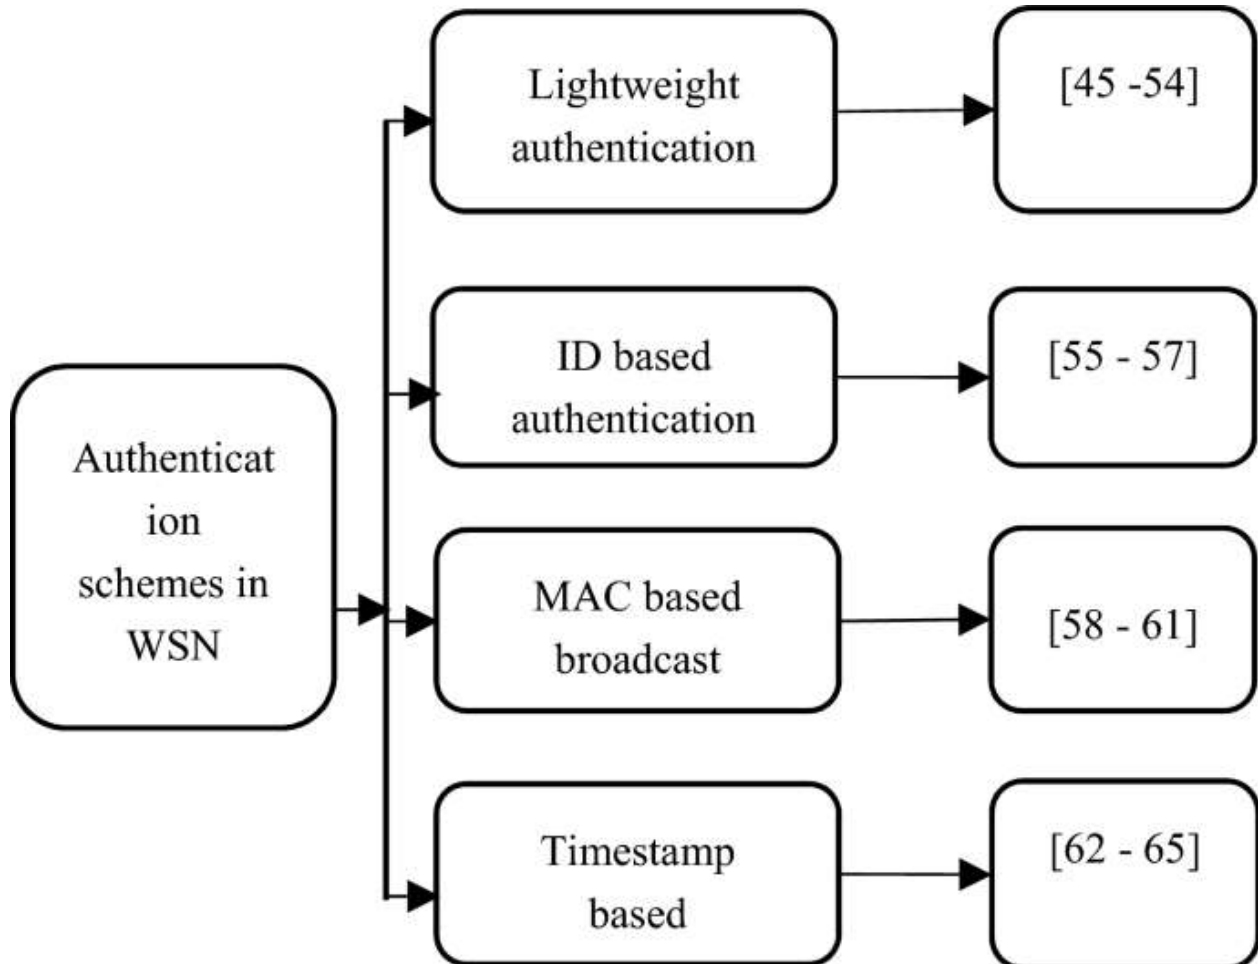 Lightweight
authentication
[45 -54]
ID based
authentication
[55 - 57]
Authenticat
ion
schemes in
WSN
MAC based
broadcast
[58 - 61]
Timestamp
based
[62 - 65]